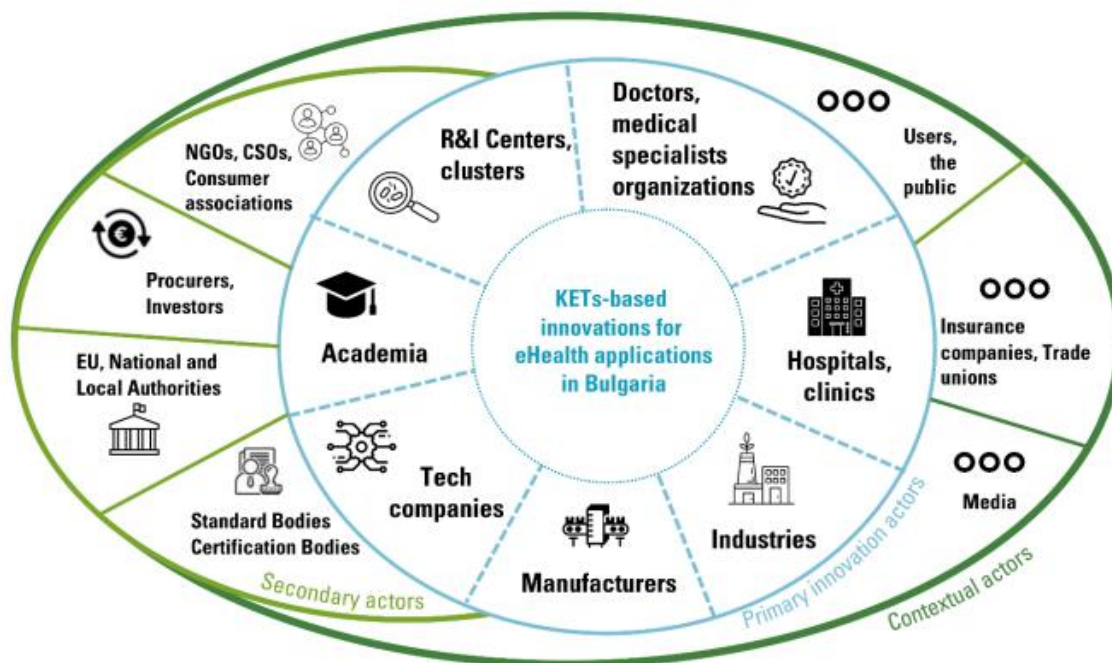 Doctors,
medical
specialists
organizations
R&I Centers,
clusters
NGOs, CSOs,
Consumer
associations
Users,
the
public
Procurers,
Investors
KETs-based
innovations for
eHealth applications
in Bulgaria
Academia
Hospitals,
clinics
Insurance
companies, Trade
unions
EU, National and
Local Authorities
Tech
companies
Standard Bodies
Certification Bodies
Manufacturers
Industries
Media
Secondary actors
Primary innovation actors
Contextual actors